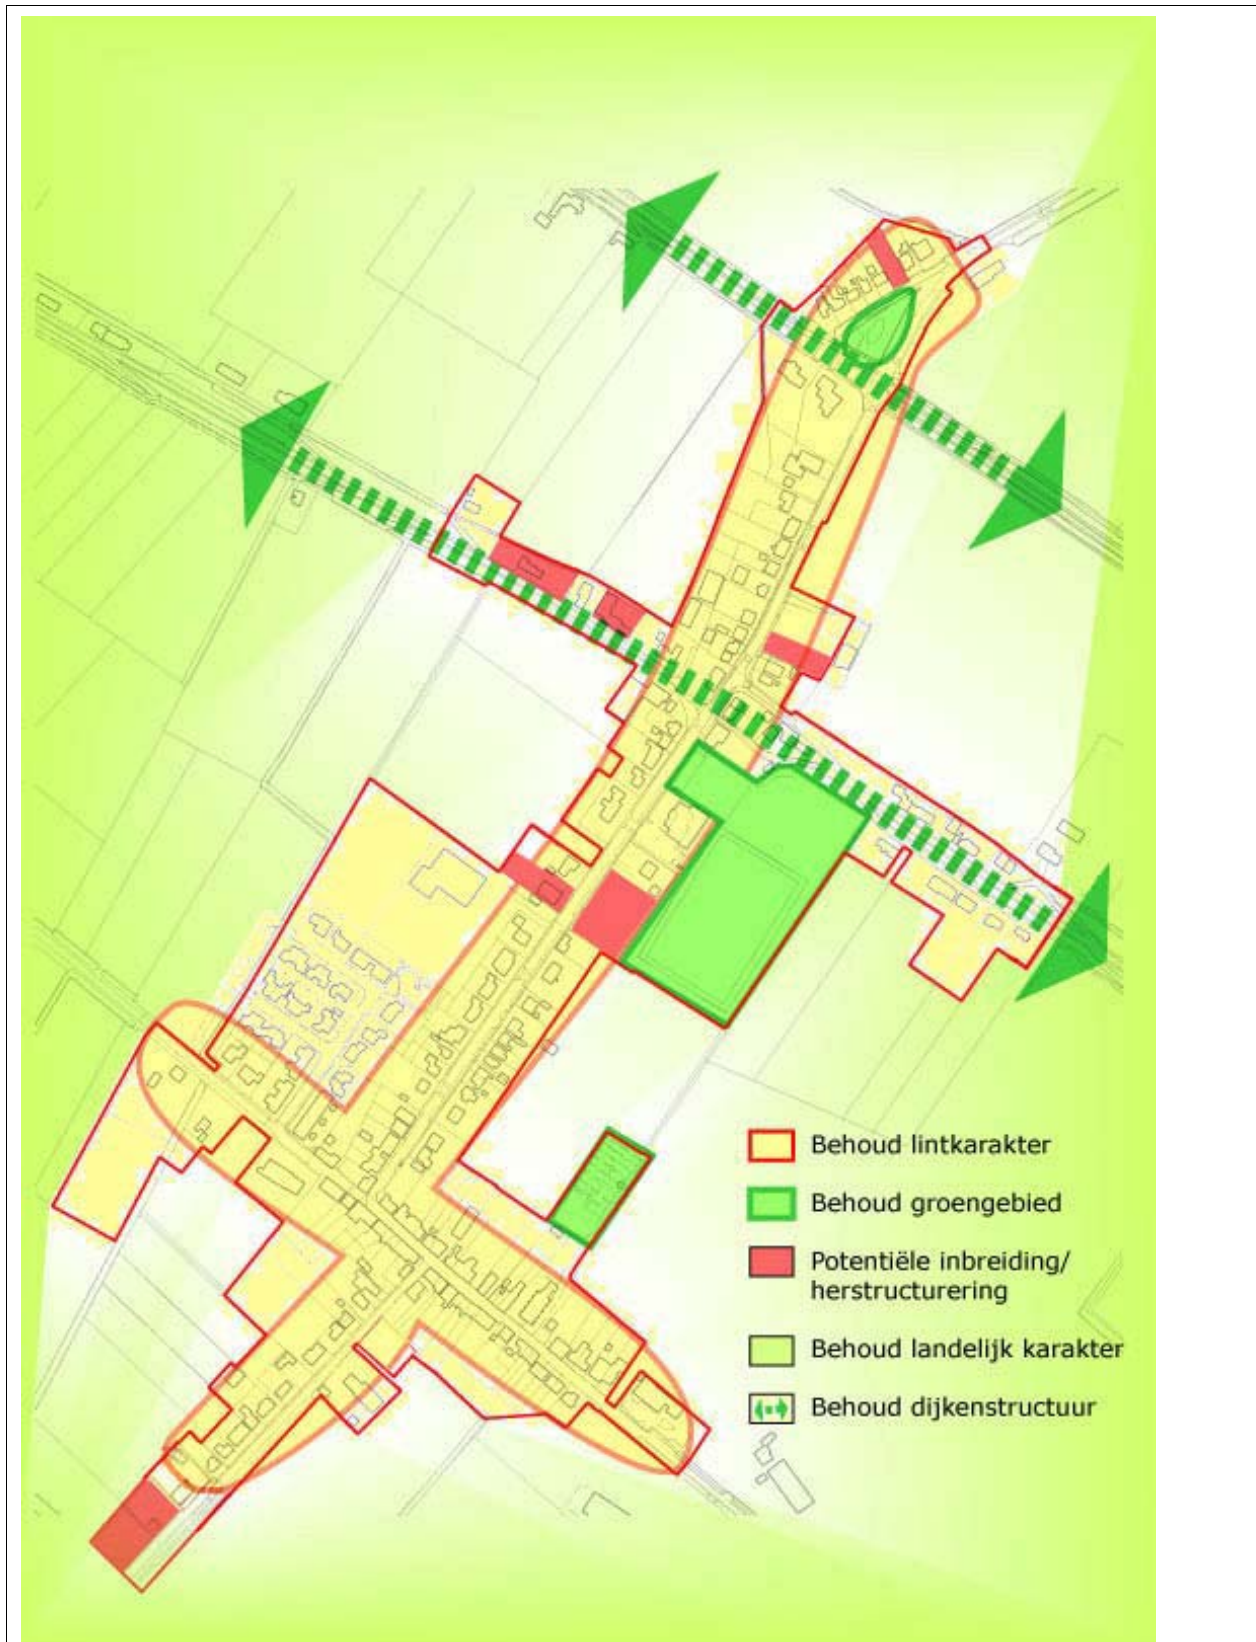 Behoud lintkarakter
Behoud groengebied
Potentiële inbreiding/
herstructurering
Behoud landelijk karakter
Behoud dijkenstructuur